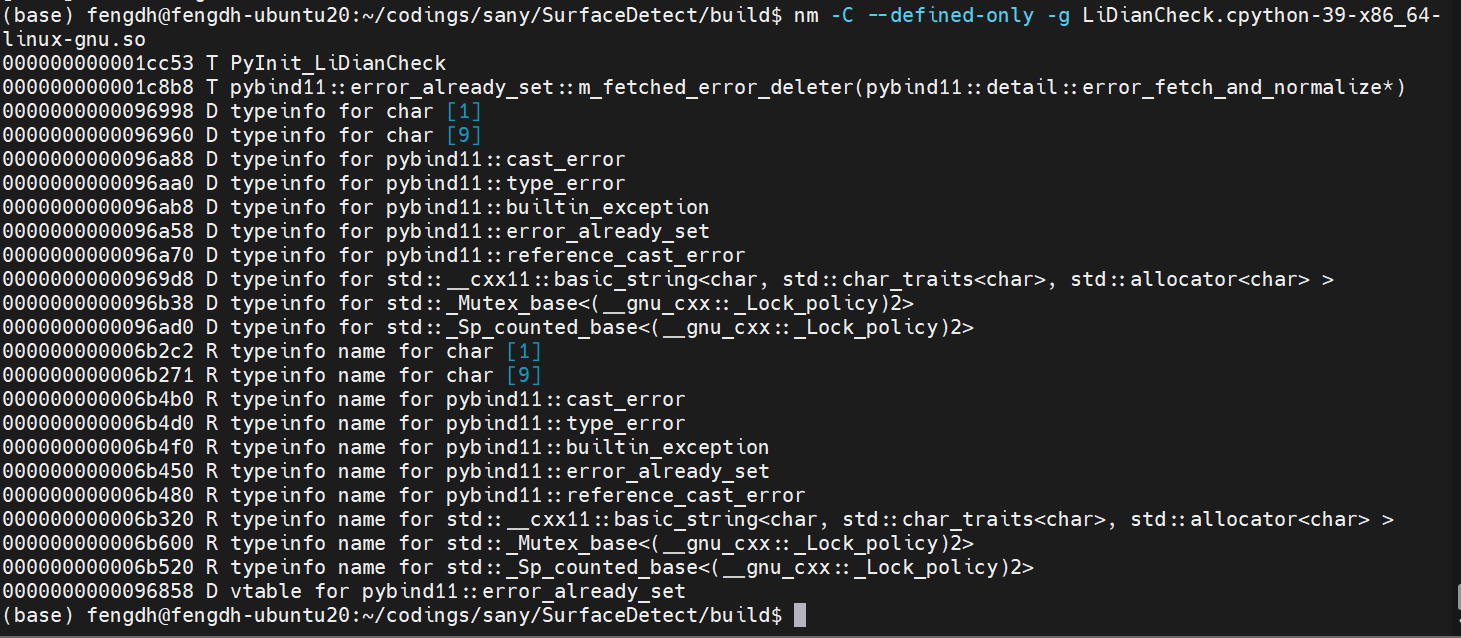 (base) fengdh@fengdh-ubuntu20:~/codings/sany/SurfaceDetect/build$ nm -C --defined-only -g LiDianCheck.cpython-39-x86_64-
linux-gnu.so
000000000001cc53 T PyInit_LiDianCheck
000000000001c8b8 T pybind11::error_already_set::m_fetched_error_deleter(pybind11::detail::error_fetch_and_normalize*)
0000000000096998 D typeinfo for char [1]
0000000000096960 D typeinfo for char [9]
0000000000096a88 D typeinfo for pybind11::cast_error
0000000000096aa0 D typeinfo for pybind11::type_error
0000000000096ab8 D typeinfo for pybind11::builtin_exception
0000000000096a58 D typeinfo for pybind11::error_already_set
0000000000096a70 D typeinfo for pybind11::reference_cast_error
00000000000969d8 D typeinfo for std::__cxx11::basic_string<char, std::char_traits<char>, std::allocator<char> >
0000000000096b38 D typeinfo for std::_Mutex_base<(__gnu_cxx::_Lock_policy)2>
0000000000096ad0 D typeinfo for std::_Sp_counted_base<(__gnu_cxx::_Lock_policy)2>
000000000006b2c2 R typeinfo name for char [1]
000000000006b271 R typeinfo name for char [9]
000000000006b4b0 R typeinfo name for pybind11::cast_error
000000000006b4d0 R typeinfo name for pybind11::type_error
000000000006b4f0 R typeinfo name for pybind11::builtin_exception
000000000006b450 R typeinfo name for pybind11::error_already_set
000000000006b480 R typeinfo name for pybind11::reference_cast_error
000000000006b320 R typeinfo name for std::__cxx11::basic_string<char, std::char_traits<char>, std::allocator<char> >
000000000006b600 R typeinfo name for std::_Mutex_base<(__gnu_cxx::_Lock_policy)2>
000000000006b520 R typeinfo name for std::_Sp_counted_base<(__gnu_cxx::_Lock_policy)2>
0000000000096858 D vtable for pybind11::error_already_set
(base) fengdh@fengdh-ubuntu20:~/codings/sany/SurfaceDetect/build$